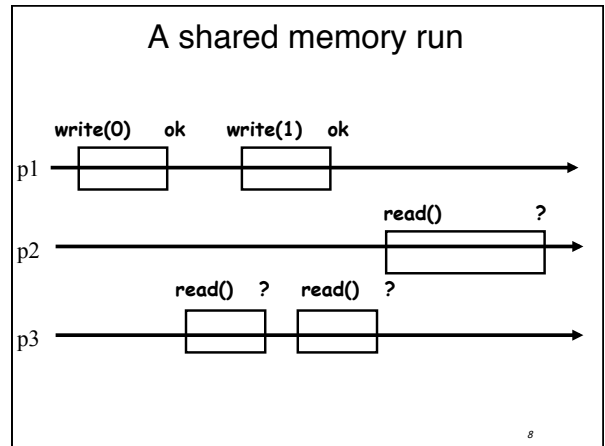 A shared memory run
write(0) ok write(1) ok
p1
read() ?
p2
read() ? read() ?
p3
8